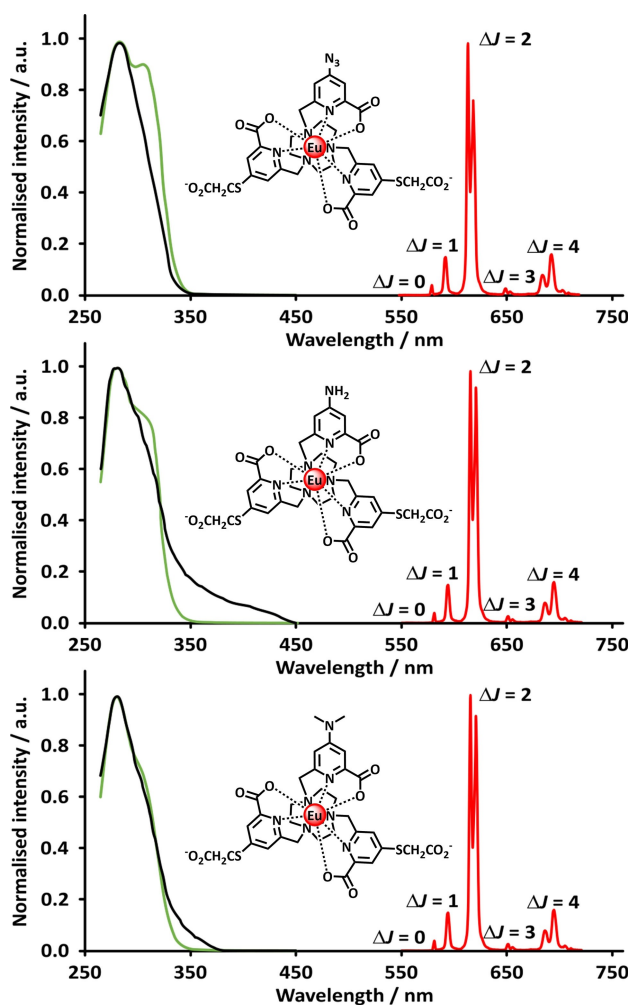 Normalised intensity / a.u.
1.0
0.8
0.6
0.4
0.2
0.0
250
350
450
550
650
750
Wavelength / nm
N₃
N
O
O
O
O
N
N
Eu
N
N
N
⁻O₂CH₂CS
SCH₂CO₂⁻
O
O
ΔJ = 0
ΔJ = 1
ΔJ = 2
ΔJ = 3
ΔJ = 4
Normalised intensity / a.u.
1.0
0.8
0.6
0.4
0.2
0.0
250
350
450
550
650
750
Wavelength / nm
NH₂
N
O
O
O
O
N
N
Eu
N
N
N
⁻O₂CH₂CS
SCH₂CO₂⁻
O
O
ΔJ = 0
ΔJ = 1
ΔJ = 2
ΔJ = 3
ΔJ = 4
Normalised intensity / a.u.
1.0
0.8
0.6
0.4
0.2
0.0
250
350
450
550
650
750
Wavelength / nm
N
N
O
O
O
O
N
N
Eu
N
N
N
⁻O₂CH₂CS
SCH₂CO₂⁻
O
O
ΔJ = 0
ΔJ = 1
ΔJ = 2
ΔJ = 3
ΔJ = 4